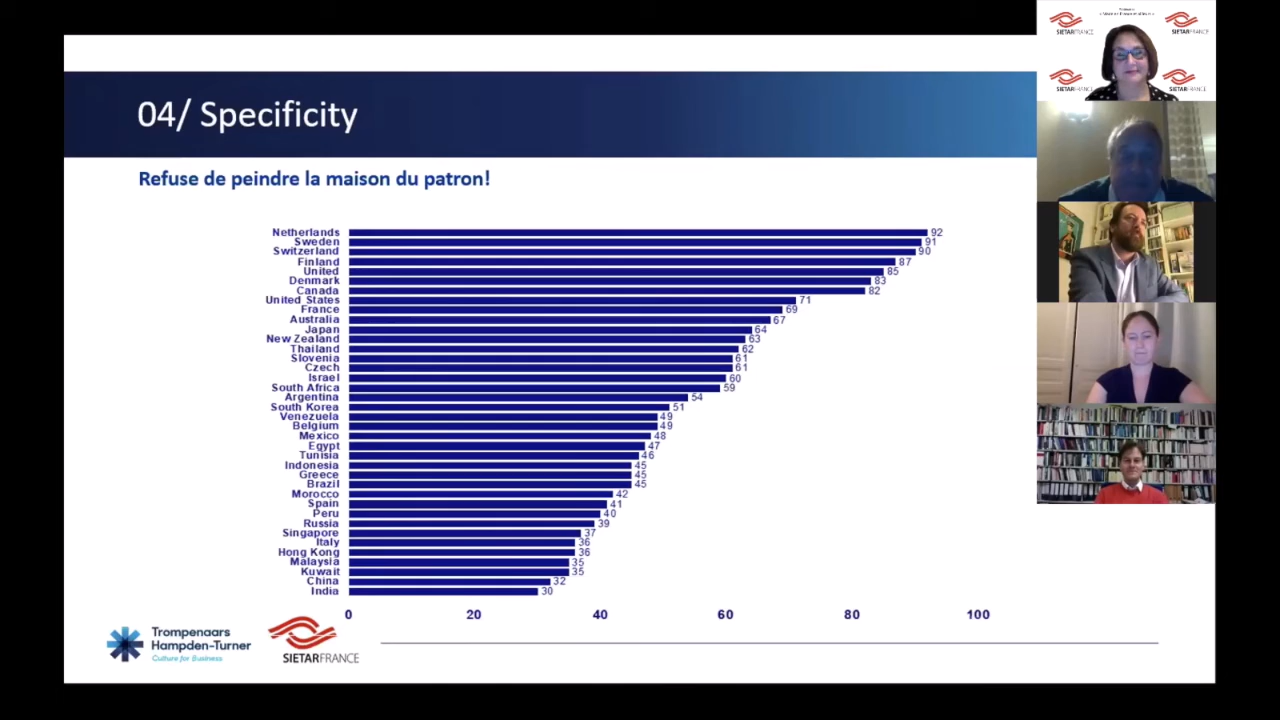 04/ Specificity
Refuse de peindre la maison du patron!
Netherlands 92
Sweden 91
Switzerland 90
Finland 87
United 85
Denmark 83
Canada 82
United States 71
France 69
Australia 67
Japan 64
New Zealand 63
Thailand 62
Slovenia 61
Czech 61
Israel 60
South Africa 59
Argentina 54
South Korea 51
Venezuela 49
Belgium 49
Mexico 48
Egypt 47
Tunisia 46
Indonesia 45
Greece 45
Brazil 45
Morocco 42
Spain 41
Peru 40
Russia 39
Singapore 37
Italy 36
Hong Kong 36
Malaysia 35
Kuwait 35
China 32
India 30
0 20 40 60 80 100
Trompenaars
Hampden-Turner
Culture for Business
SIETARFRANCE
SIETARFRANCE
SIETARFRANCE
SIETARFRANCE
SIETARFRANCE